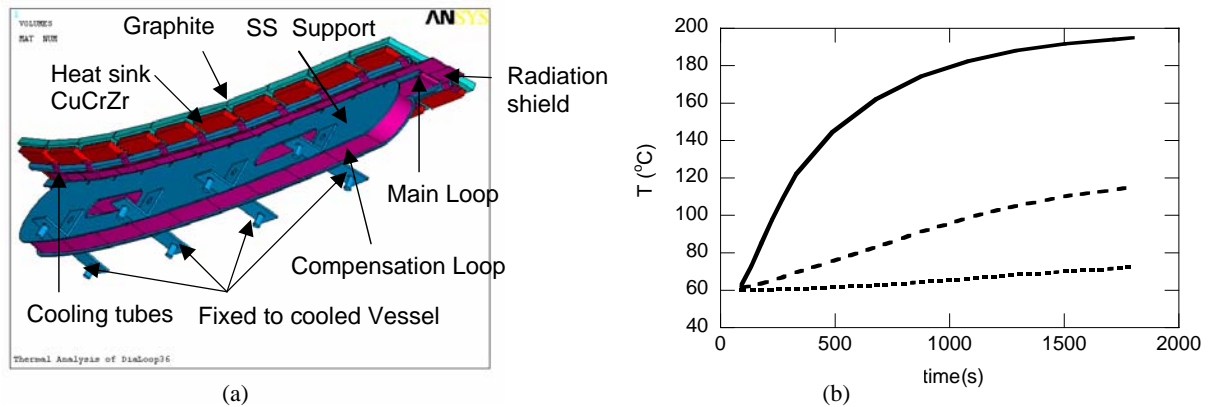 VOLUMES
MAT NUM
ANSYS
Graphite
SS Support
Heat sink
CuCrZr
Radiation
shield
Main Loop
Compensation Loop
Cooling tubes
Fixed to cooled Vessel
Thermal Analysis of DiaLoop36
(a)
T (°C)
200
180
160
140
120
100
80
60
40
0
500
1000
1500
2000
time(s)
(b)